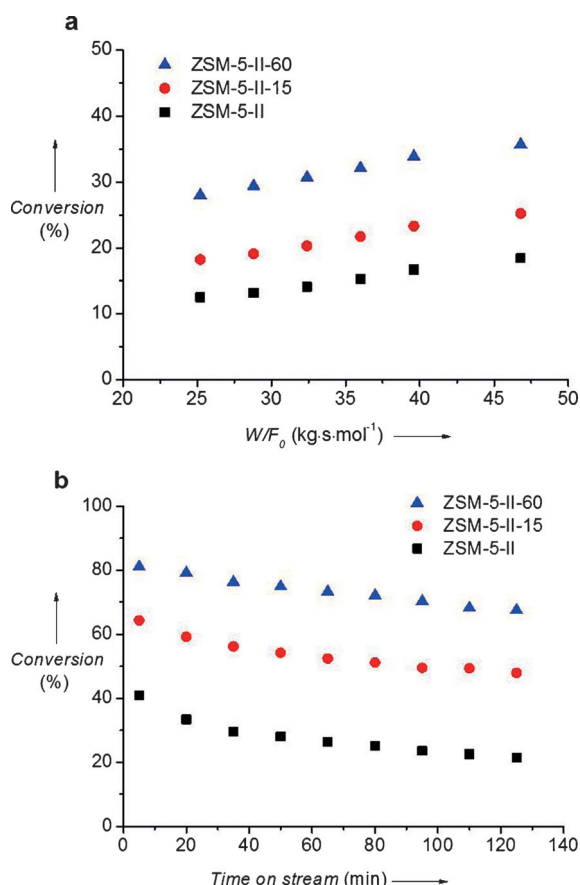 a
50
40
30
20
10
0
ZSM-5-II-60
ZSM-5-II-15
ZSM-5-II
Conversion
(%)
20 25 30 35 40 45 50
W/F₀ (kg·s·mol⁻¹)
b
100
80
60
40
20
0
ZSM-5-II-60
ZSM-5-II-15
ZSM-5-II
Conversion
(%)
0 20 40 60 80 100 120 140
Time on stream (min)